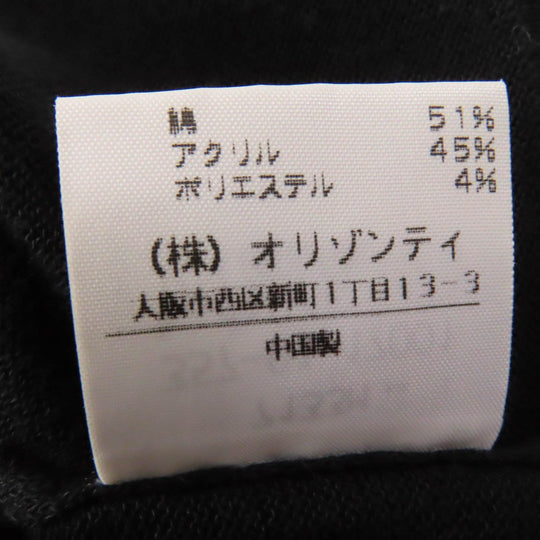 綿 51%
アクリル 45%
ポリエステル 4%
(株) オリゾンティ
大阪市西区新町1丁目13-3
中国製